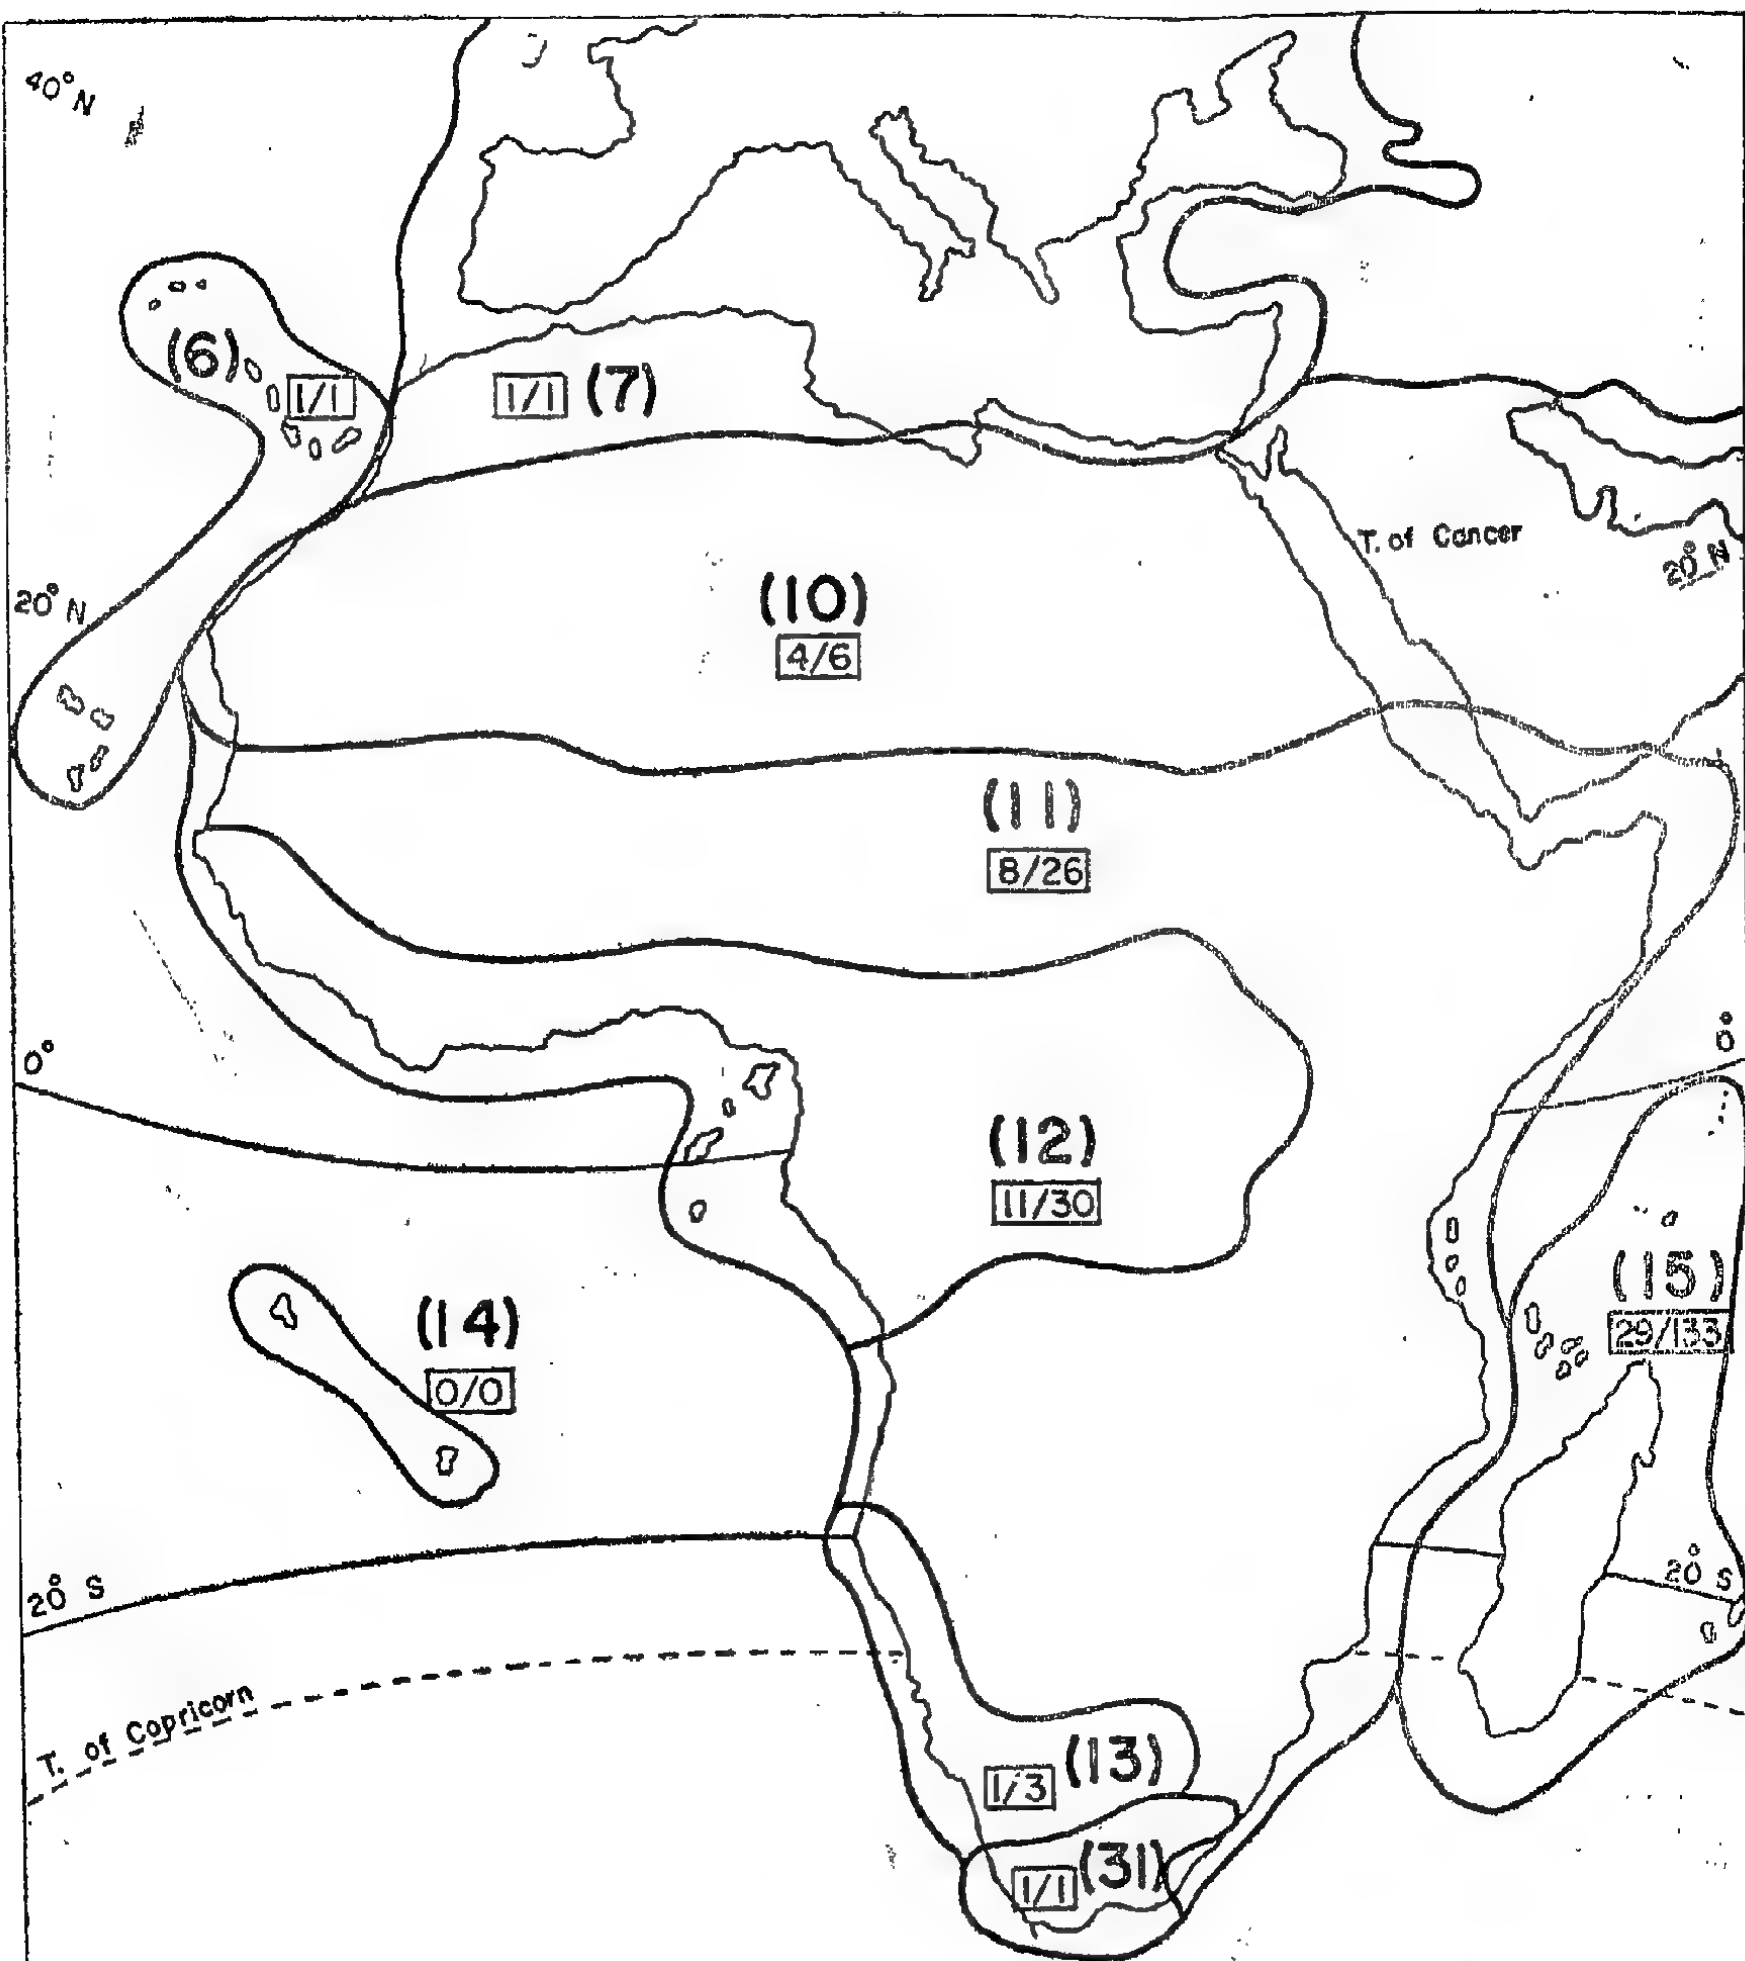 40° N
(6)
1/1
1/1 (7)
T. of Cancer
20° N
20° N
(10)
4/6
(11)
8/26
0°
0°
(12)
11/30
(14)
0/0
(15)
29/133
20° S
20° S
T. of Copricorn
(13)
1/3
(31)
1/1